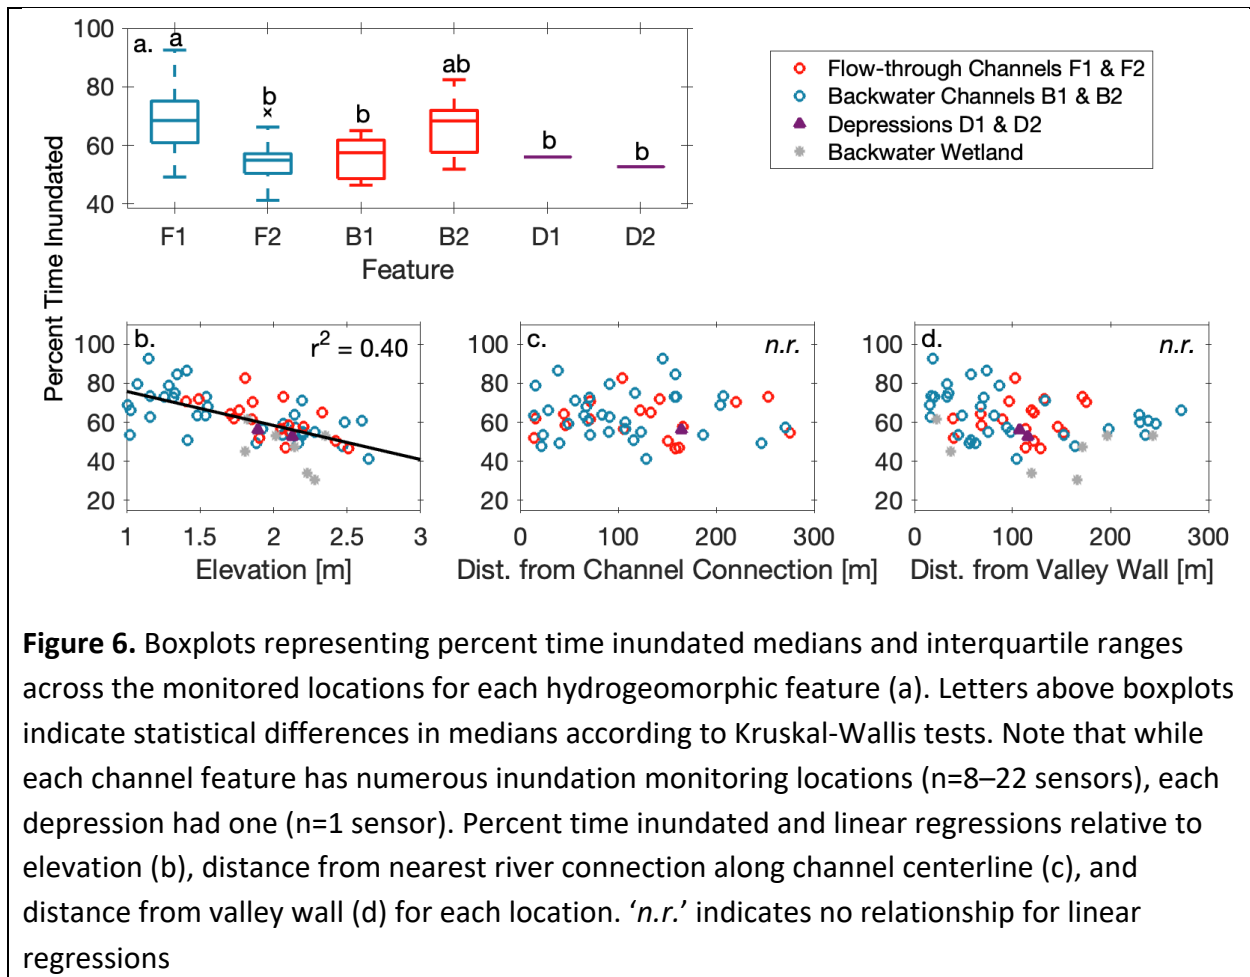 100
80
60
40
a.
a
b
×
b
ab
b
b
F1 F2 B1 B2 D1 D2
Feature
Percent Time Inundated
Flow-through Channels F1 & F2
Backwater Channels B1 & B2
Depressions D1 & D2
Backwater Wetland
100
80
60
40
20
b.
r² = 0.40
1 1.5 2 2.5 3
Elevation [m]
100
80
60
40
20
c.
n.r.
0 100 200 300
Dist. from Channel Connection [m]
100
80
60
40
20
d.
n.r.
0 100 200 300
Dist. from Valley Wall [m]
Figure 6. Boxplots representing percent time inundated medians and interquartile ranges
across the monitored locations for each hydrogeomorphic feature (a). Letters above boxplots
indicate statistical differences in medians according to Kruskal-Wallis tests. Note that while
each channel feature has numerous inundation monitoring locations (n=8–22 sensors), each
depression had one (n=1 sensor). Percent time inundated and linear regressions relative to
elevation (b), distance from nearest river connection along channel centerline (c), and
distance from valley wall (d) for each location. ‘n.r.’ indicates no relationship for linear
regressions